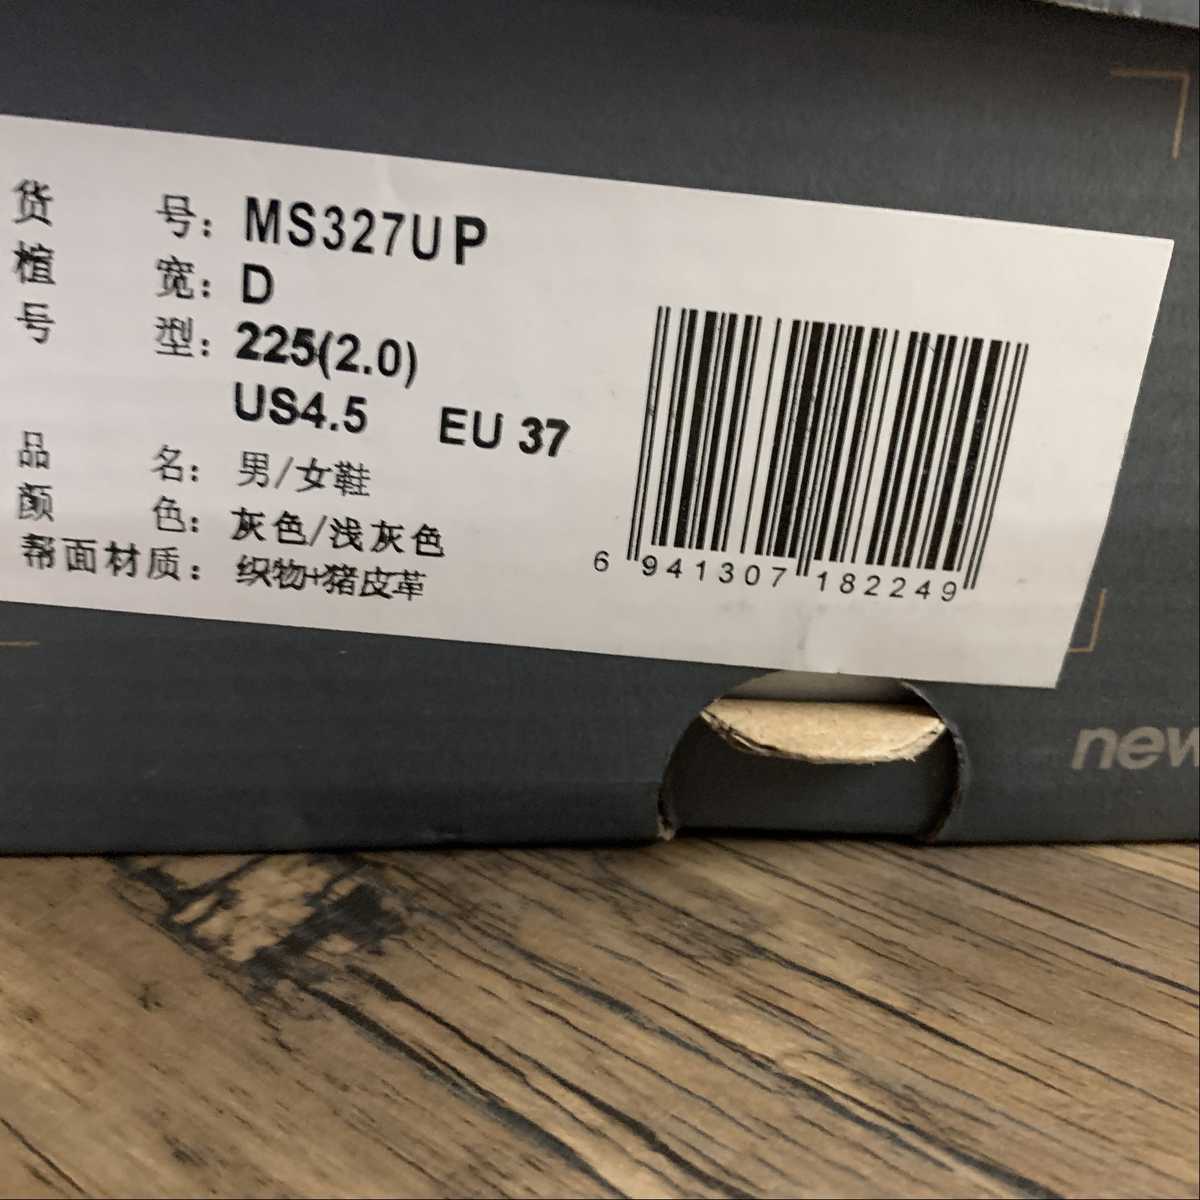 货 号: MS327UP
楦 宽: D
号 型: 225(2.0)
US4.5 EU 37
品 名: 男/女鞋
颜 色: 灰色/浅灰色
帮面材质: 织物+猪皮革
6 941307 182249
new